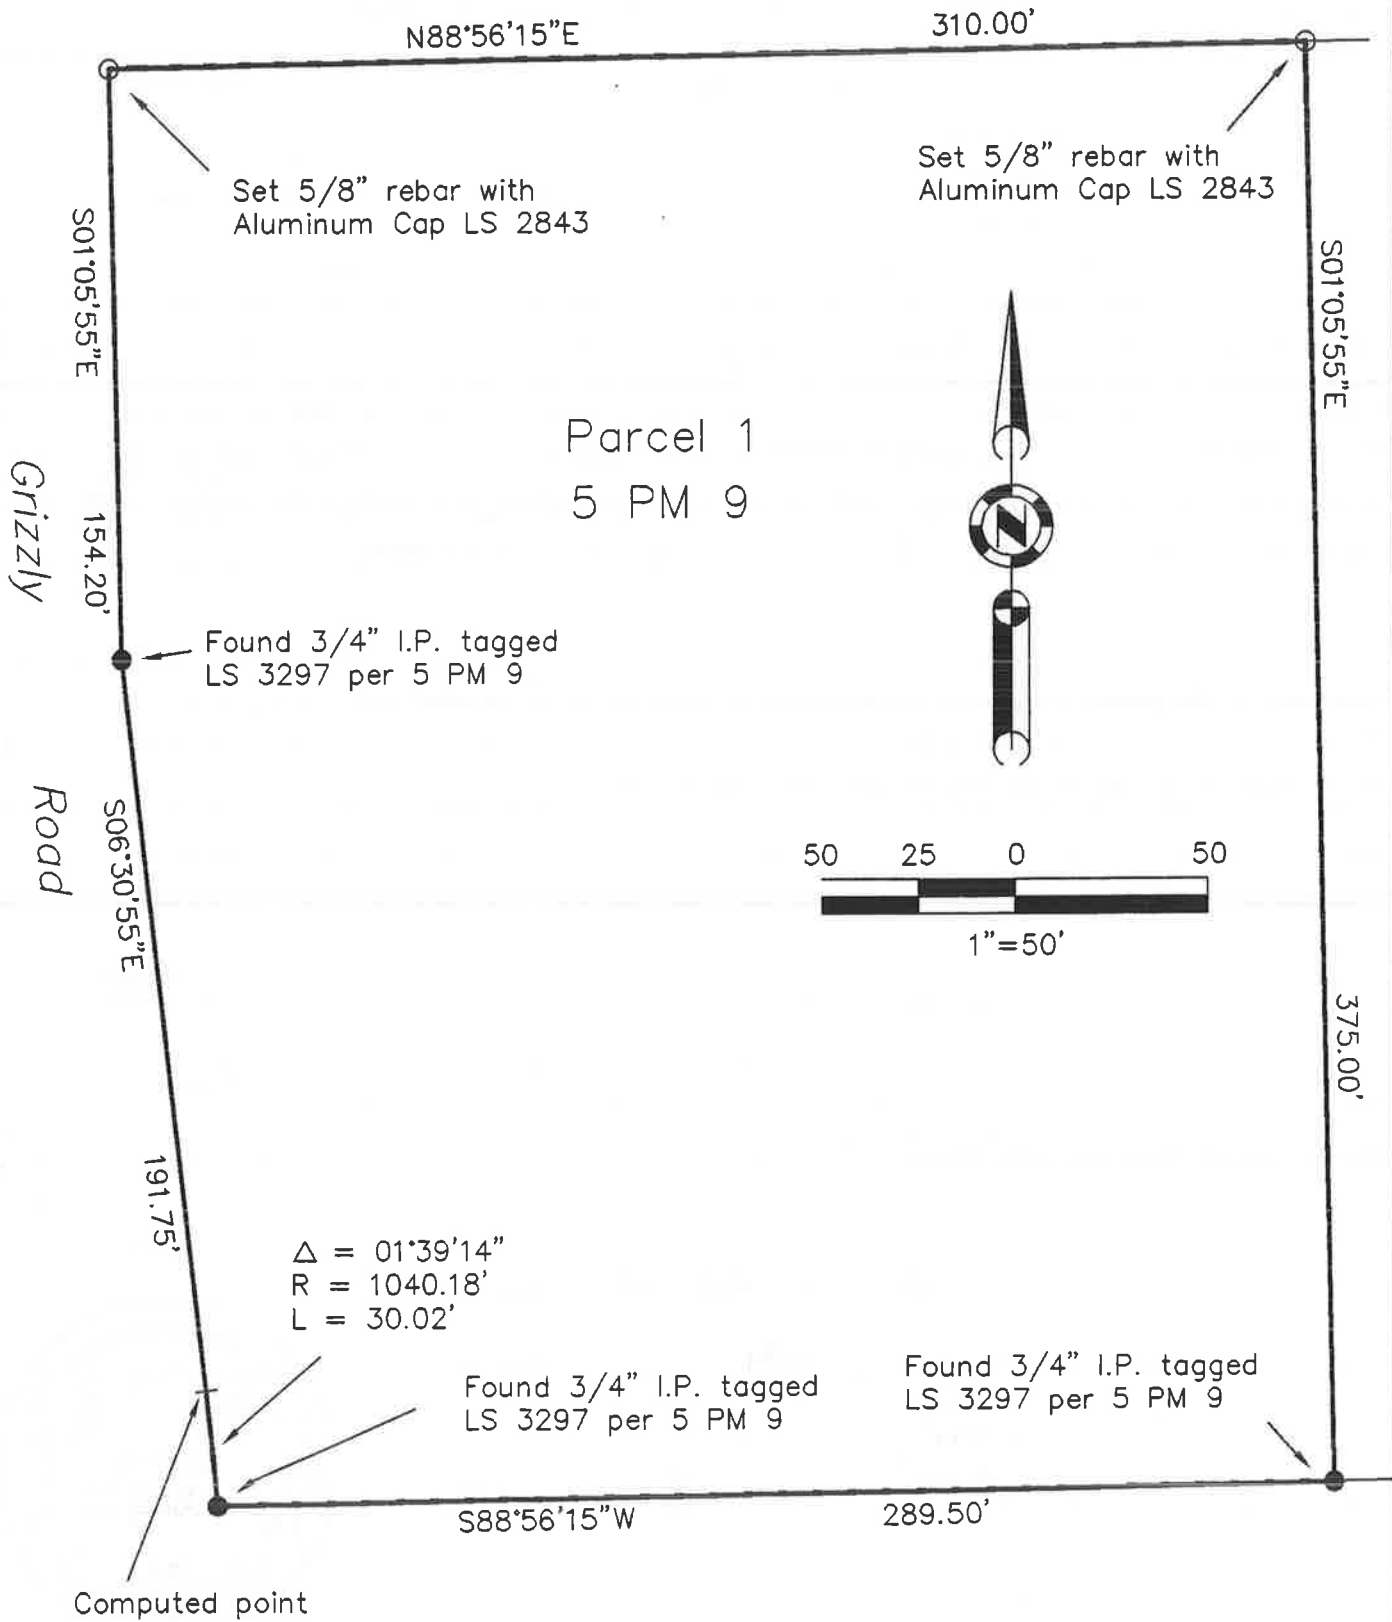 N88°56'15"E
310.00'
Set 5/8" rebar with
Aluminum Cap LS 2843
Set 5/8" rebar with
Aluminum Cap LS 2843
S01°05'55"E
154.20'
S01°05'55"E
375.00'
Parcel 1
5 PM 9
N
Grizzly
Road
Found 3/4" I.P. tagged
LS 3297 per 5 PM 9
S06°30'55"E
191.75'
50 25 0 50
1"=50'
Δ = 01°39'14"
R = 1040.18'
L = 30.02'
Found 3/4" I.P. tagged
LS 3297 per 5 PM 9
Found 3/4" I.P. tagged
LS 3297 per 5 PM 9
S88°56'15"W
289.50'
Computed point